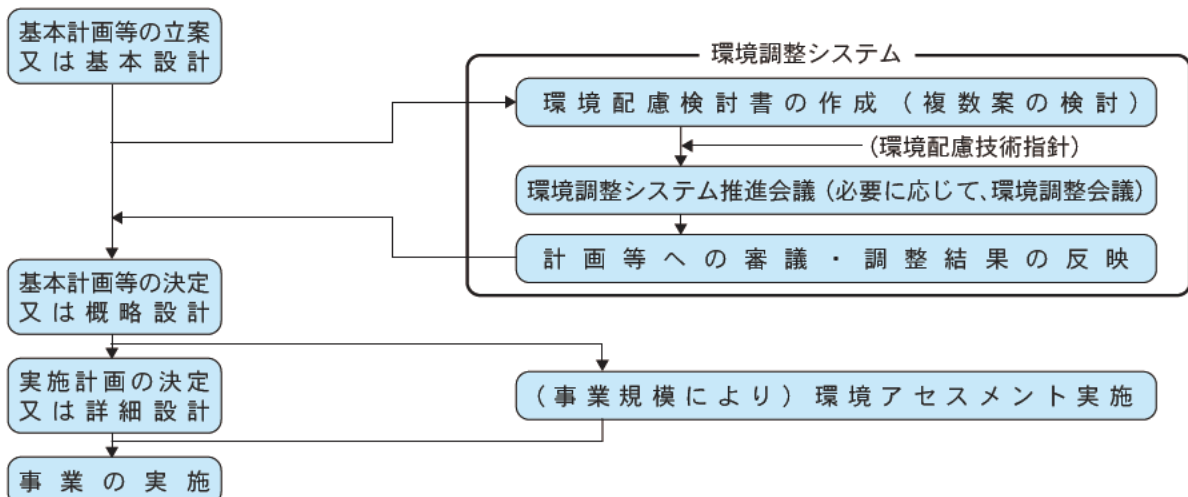 基本計画等の立案
又は基本設計
環境調整システム
環境配慮検討書の作成（複数案の検討）
(環境配慮技術指針)
環境調整システム推進会議(必要に応じて、環境調整会議)
計画等への審議・調整結果の反映
基本計画等の決定
又は概略設計
実施計画の決定
又は詳細設計
（事業規模により）環境アセスメント実施
事業の実施